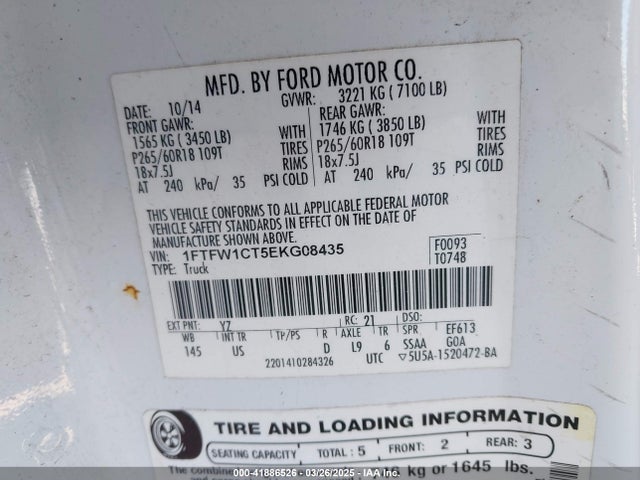 MFD. BY FORD MOTOR CO.
DATE: 10/14 GVWR: 3221 KG ( 7100 LB)
FRONT GAWR: REAR GAWR:
1565 KG ( 3450 LB) WITH 1746 KG ( 3850 LB) WITH
P265/60R18 109T TIRES P265/60R18 109T TIRES
18x7.5J RIMS 18x7.5J RIMS
AT 240 kPa/ 35 PSI COLD AT 240 kPa/ 35 PSI COLD
THIS VEHICLE CONFORMS TO ALL APPLICABLE FEDERAL MOTOR
VEHICLE SAFETY STANDARDS IN EFFECT ON THE DATE OF
MANUFACTURE SHOWN ABOVE.
VIN: 1FTFW1CT5EKG08435 F0093
TYPE: Truck T0748
EXT PNT: YZ RC: 21 DSO:
WB INT TR TP/PS R AXLE TR SPR EF613
145 US D L9 6 SSAA GOA
2201410284326 UTC ▽5U5A-1520472-BA
TIRE AND LOADING INFORMATION
SEATING CAPACITY TOTAL : 5 FRONT: 2 REAR: 3
The combined kg or 1645 lbs.
000-41886526 - 03/26/2025 - IAA Inc.